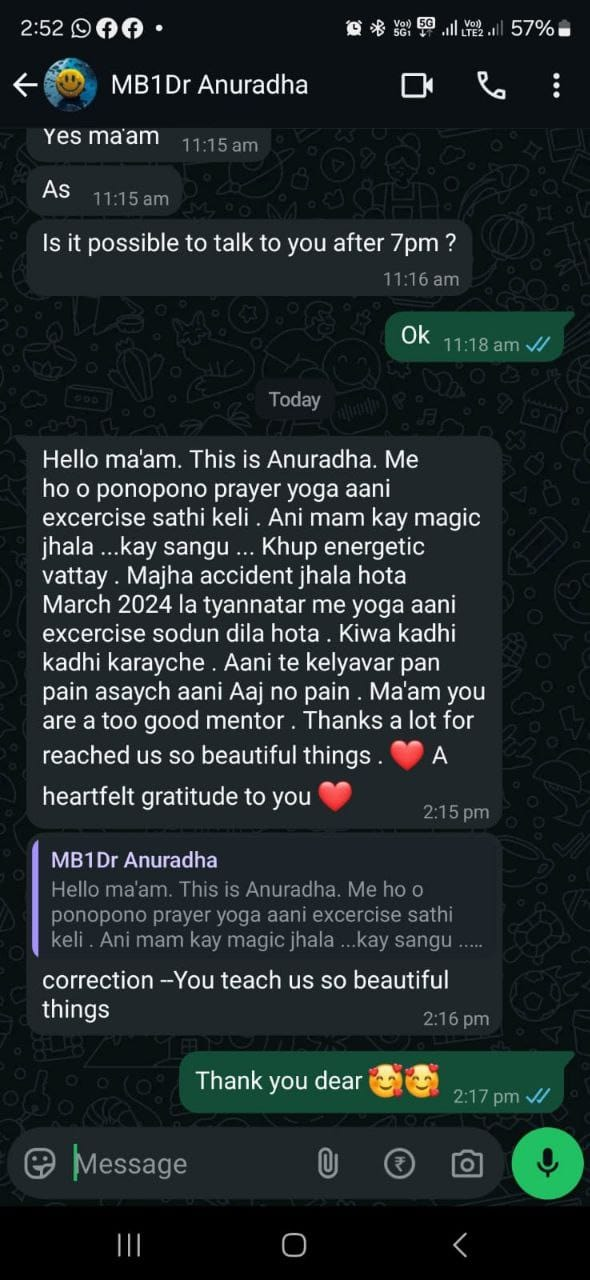 2:52
Vo)) 5G1 5G Vo)) LTE2 57%
MB1Dr Anuradha
Yes ma'am 11:15 am
As 11:15 am
Is it possible to talk to you after 7pm ?
11:16 am
Ok 11:18 am
Today
Hello ma'am. This is Anuradha. Me
ho o ponopono prayer yoga aani
excercise sathi keli . Ani mam kay magic
jhala ...kay sangu ... Khup energetic
vattay . Majha accident jhala hota
March 2024 la tyannatar me yoga aani
excercise sodun dila hota . Kiwa kadhi
kadhi karayche . Aani te kelyavar pan
pain asaych aani Aaj no pain . Ma'am you
are a too good mentor . Thanks a lot for
reached us so beautiful things . ❤️ A
heartfelt gratitude to you ❤️
2:15 pm
MB1Dr Anuradha
Hello ma'am. This is Anuradha. Me ho o
ponopono prayer yoga aani excercise sathi
keli . Ani mam kay magic jhala ...kay sangu .....
correction --You teach us so beautiful
things
2:16 pm
Thank you dear 🥰🥰 2:17 pm
Message